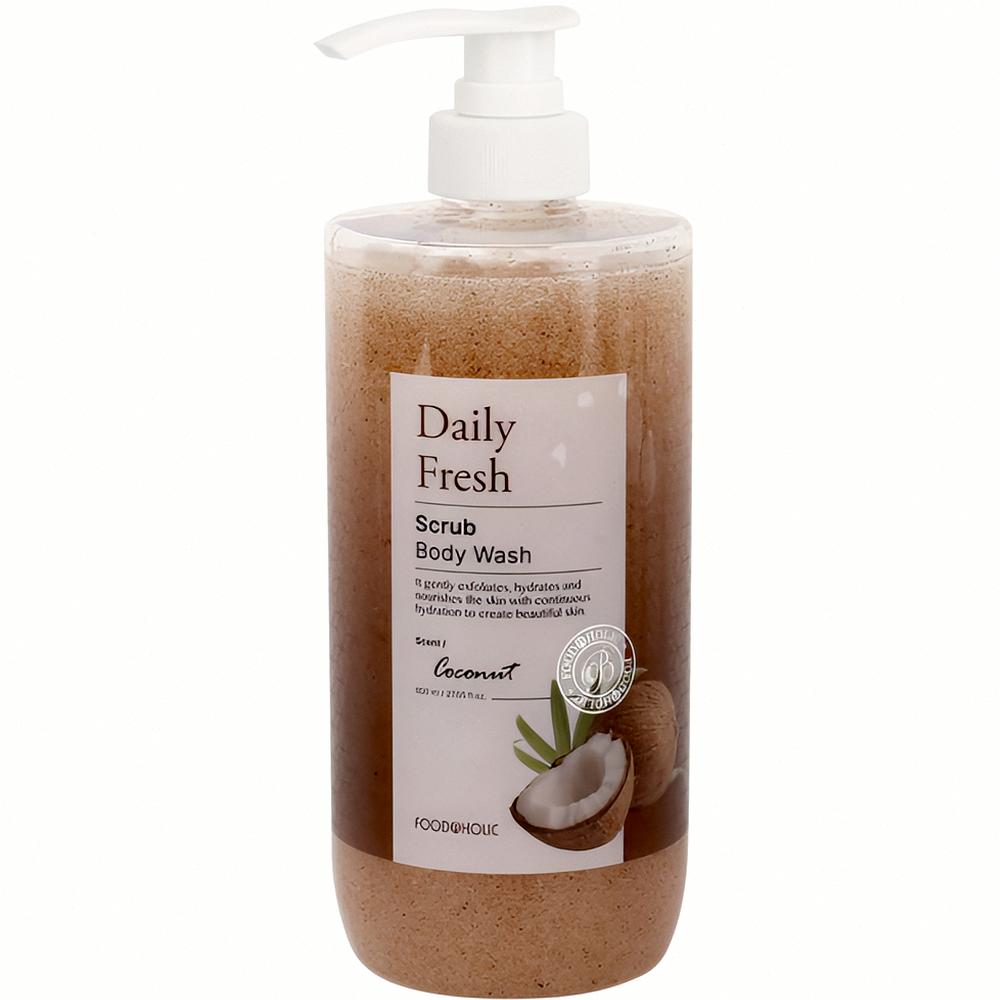 Daily
Fresh
Scrub
Body Wash
It gently exfoliates, hydrates and
nourishes the skin with continuous
hydration to create beautiful skin
Scent /
Coconut
FOODAHOLIC
FOODAHOLIC